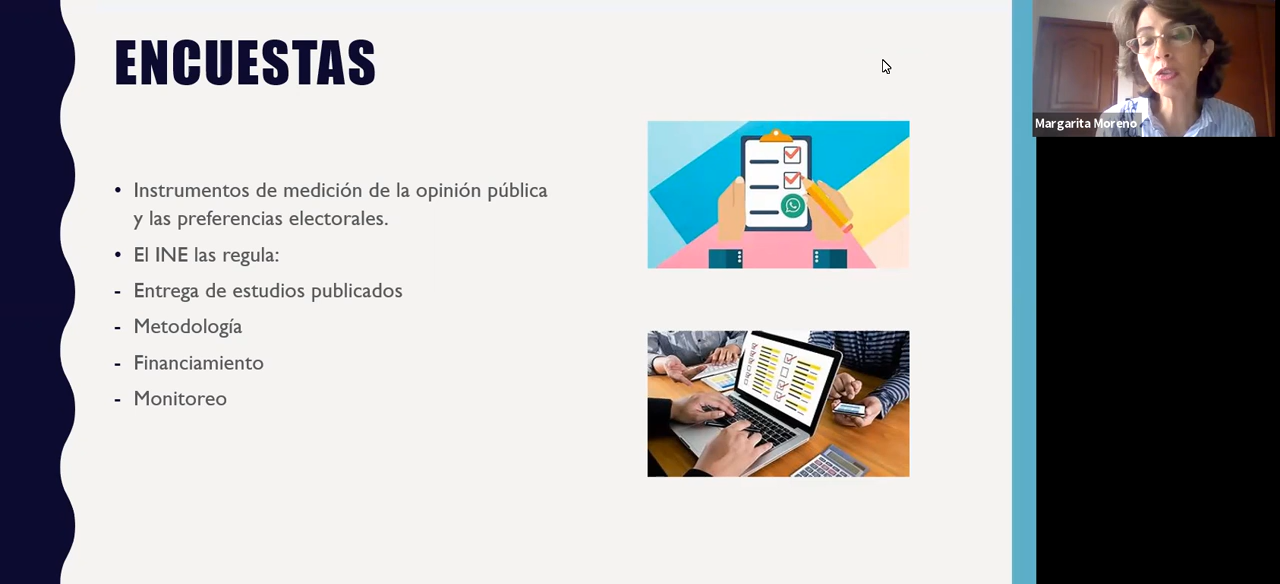 ENCUESTAS
• Instrumentos de medición de la opinión pública
y las preferencias electorales.
• El INE las regula:
- Entrega de estudios publicados
- Metodología
- Financiamiento
- Monitoreo
Margarita Moreno